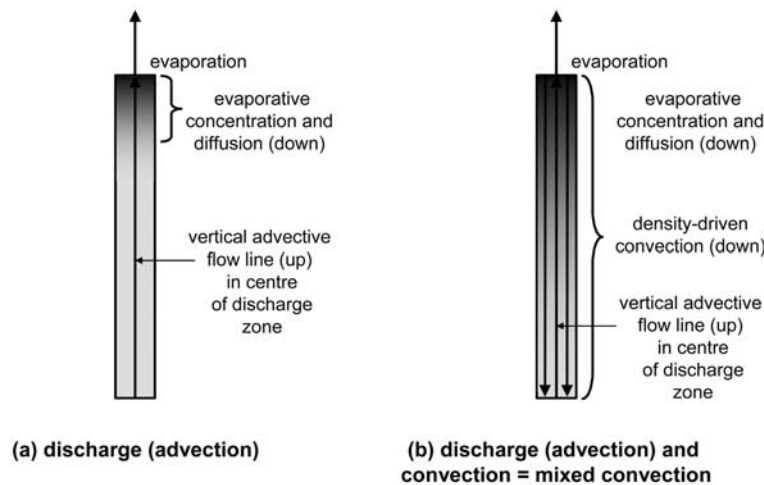 evaporation
evaporative
concentration and
diffusion (down)
vertical advective
flow line (up)
in centre
of discharge
zone
(a) discharge (advection)
evaporation
evaporative
concentration and
diffusion (down)
density-driven
convection (down)
vertical advective
flow line (up)
in centre
of discharge
zone
(b) discharge (advection) and
convection = mixed convection